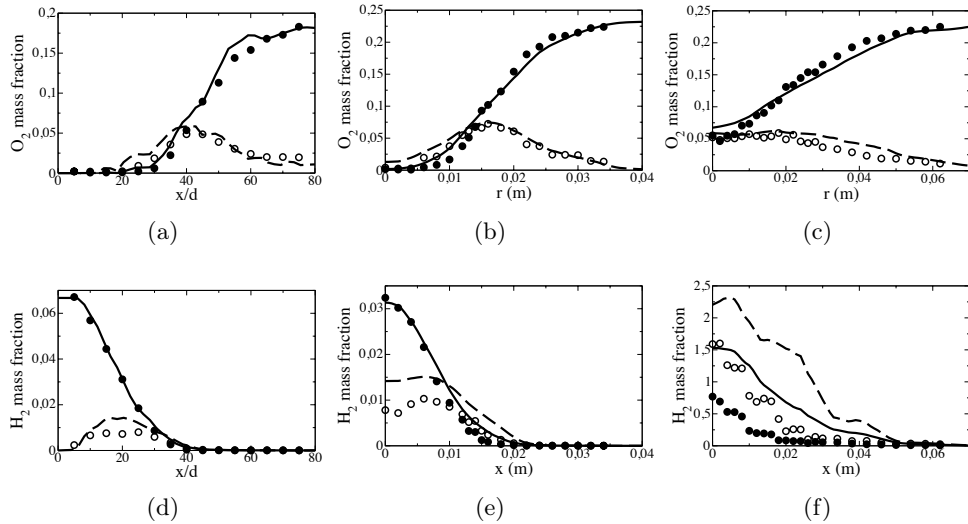 0,2
0,15
0,1
0,05
0
O2 mass fraction
0 10 20 30 40 50 60 70 80
x/d
(a)
0,25
0,2
0,15
0,1
0,05
0
O2 mass fraction
0 0,01 0,02 0,03 0,04
r (m)
(b)
0,25
0,2
0,15
0,1
0,05
0
O2 mass fraction
0 0,02 0,04 0,06
r (m)
(c)
0,06
0,04
0,02
0
H2 mass fraction
0 20 40 60 80
x/d
(d)
0,03
0,02
0,01
0
H2 mass fraction
0 0,01 0,02 0,03 0,04
x (m)
(e)
2,5
2
1,5
1
0,5
0
H2 mass fraction
0 0,02 0,04 0,06
x (m)
(f)